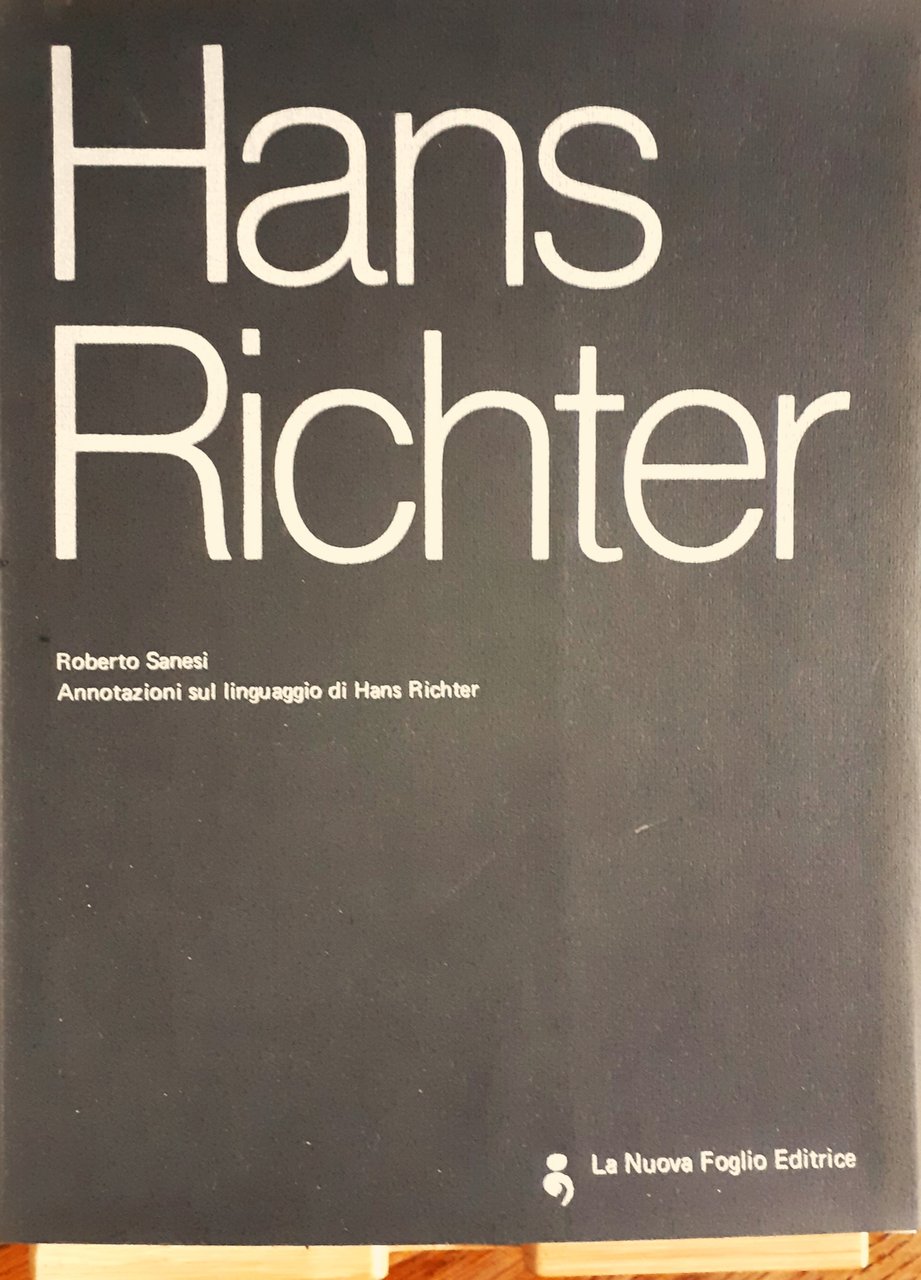 Hans
Richter
Roberto Sanesi
Annotazioni sul linguaggio di Hans Richter
La Nuova Foglio Editrice